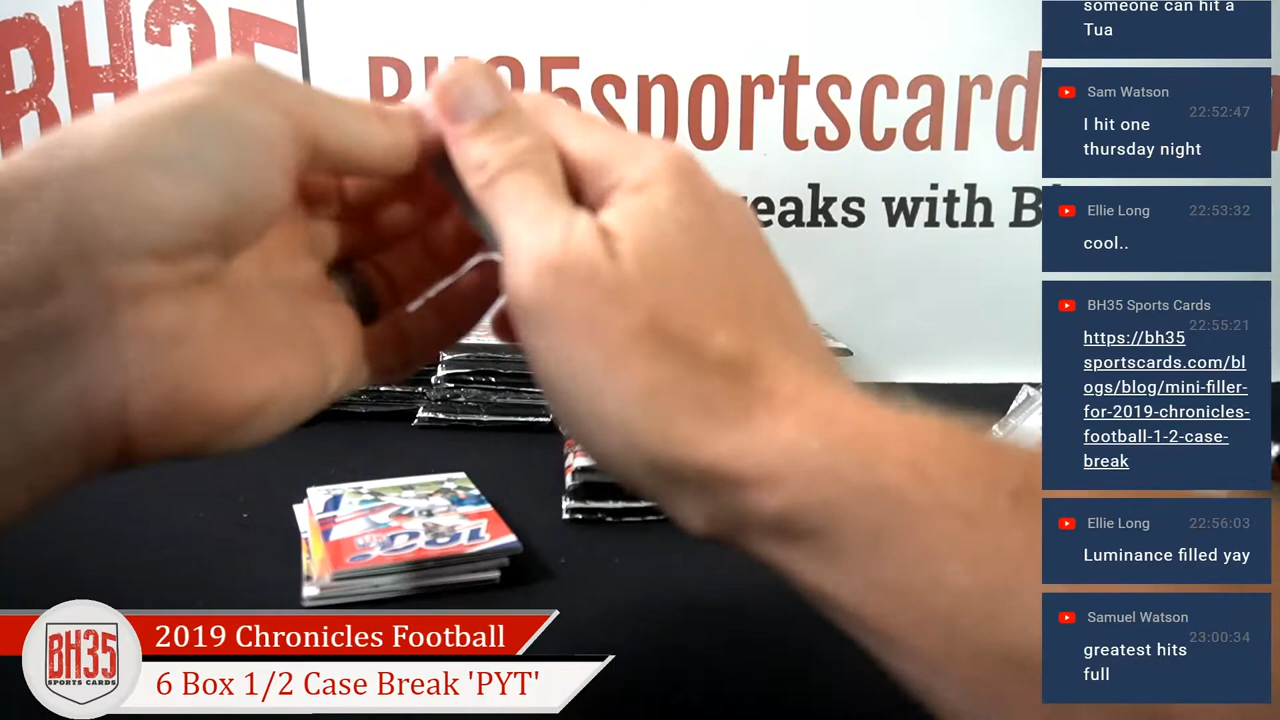 BH35
BH35sportscard
eaks with B
someone can hit a
Tua
Sam Watson
22:52:47
I hit one
thursday night
Ellie Long 22:53:32
cool..
BH35 Sports Cards
22:55:21
https://bh35
sportscards.com/bl
ogs/blog/mini-filler-
for-2019-chronicles-
football-1-2-case-
break
Ellie Long 22:56:03
Luminance filled yay
Samuel Watson
23:00:34
greatest hits
full
BH35
SPORTS CARDS
2019 Chronicles Football
6 Box 1/2 Case Break 'PYT'